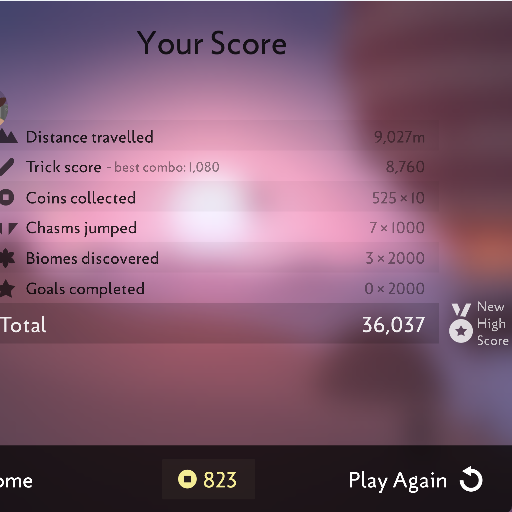 Your Score
Distance travelled 9,027m
Trick score - best combo: 1,080 8,760
Coins collected 525 × 10
Chasms jumped 7 × 1000
Biomes discovered 3 × 2000
Goals completed 0 × 2000
Total 36,037
New
High
Score
ome 823 Play Again